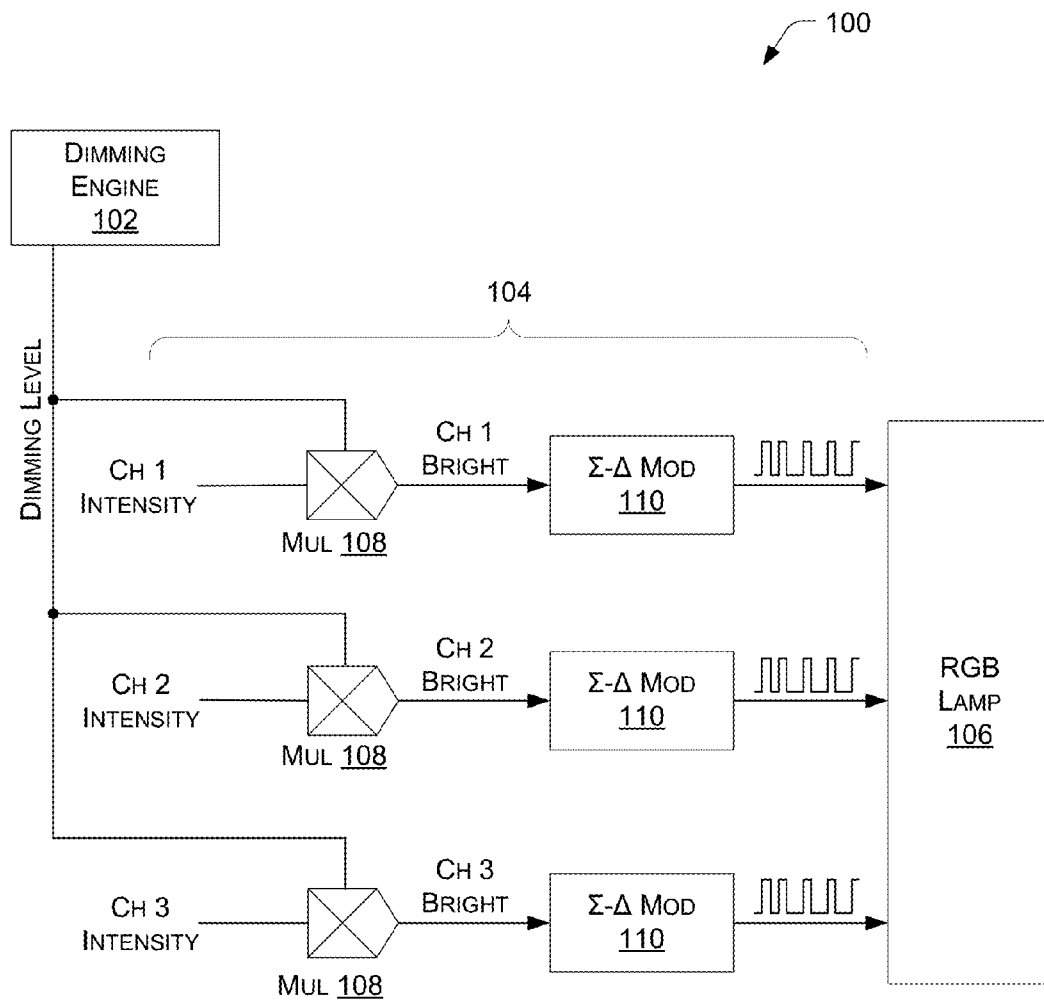 100
DIMMING
ENGINE
102
104
DIMMING LEVEL
CH 1
INTENSITY
MUL 108
CH 1
BRIGHT
Σ-Δ MOD
110
CH 2
INTENSITY
MUL 108
CH 2
BRIGHT
Σ-Δ MOD
110
RGB
LAMP
106
CH 3
INTENSITY
MUL 108
CH 3
BRIGHT
Σ-Δ MOD
110